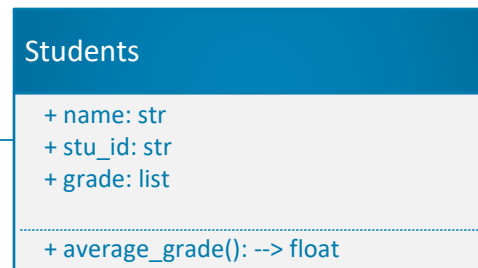 Students
+ name: str
+ stu_id: str
+ grade: list
+ average_grade(): --> float